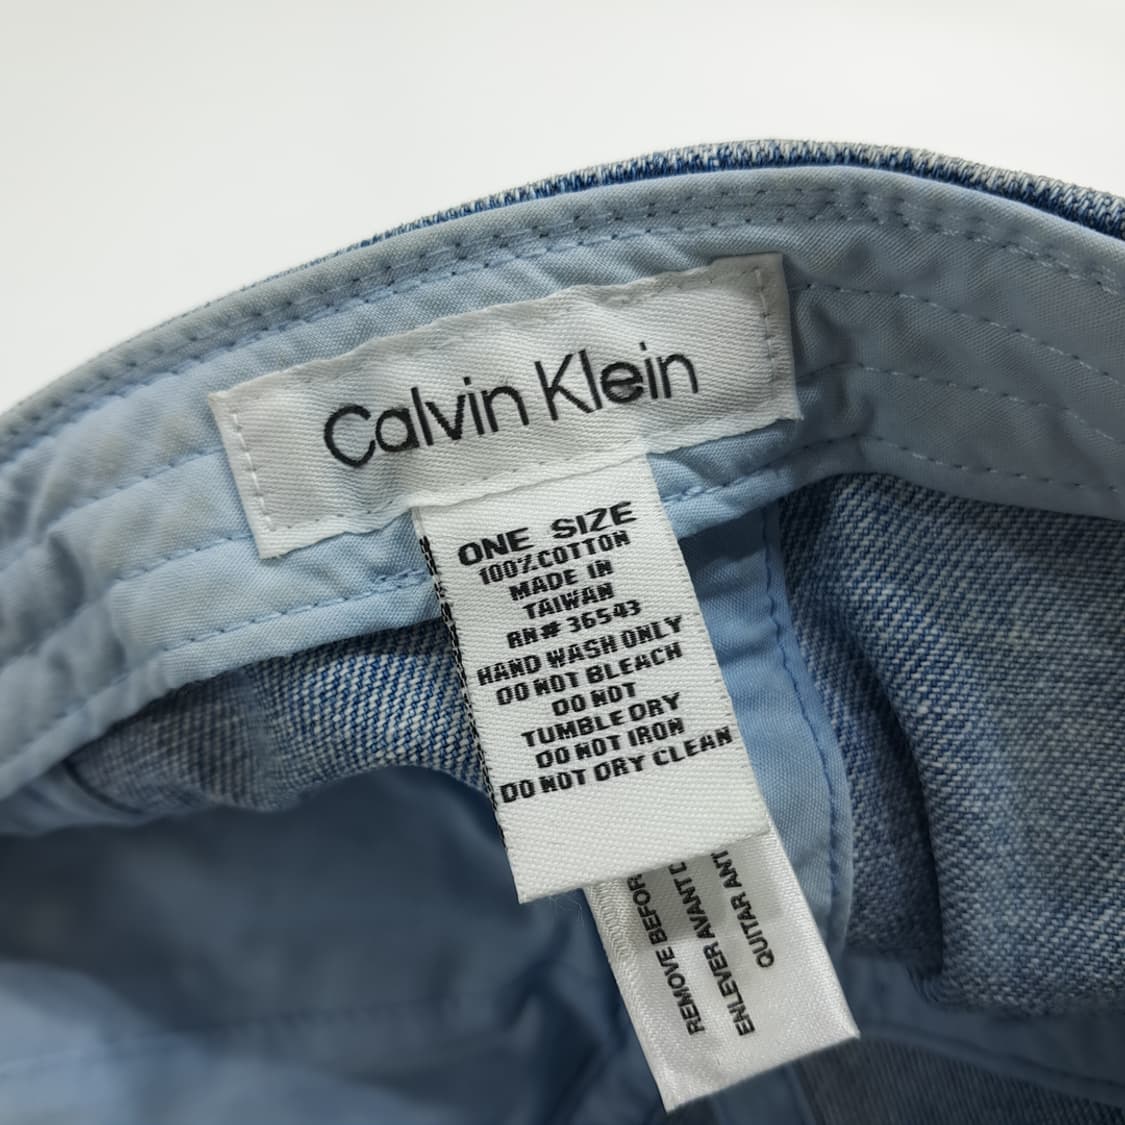 Calvin Klein
ONE SIZE
100% COTTON
MADE IN
TAIWAN
RN# 36543
HAND WASH ONLY
DO NOT BLEACH
DO NOT
TUMBLE DRY
DO NOT IRON
DO NOT DRY CLEAN
REMOVE BEFOR
ENLEVER AVANT D
QUITAR ANT